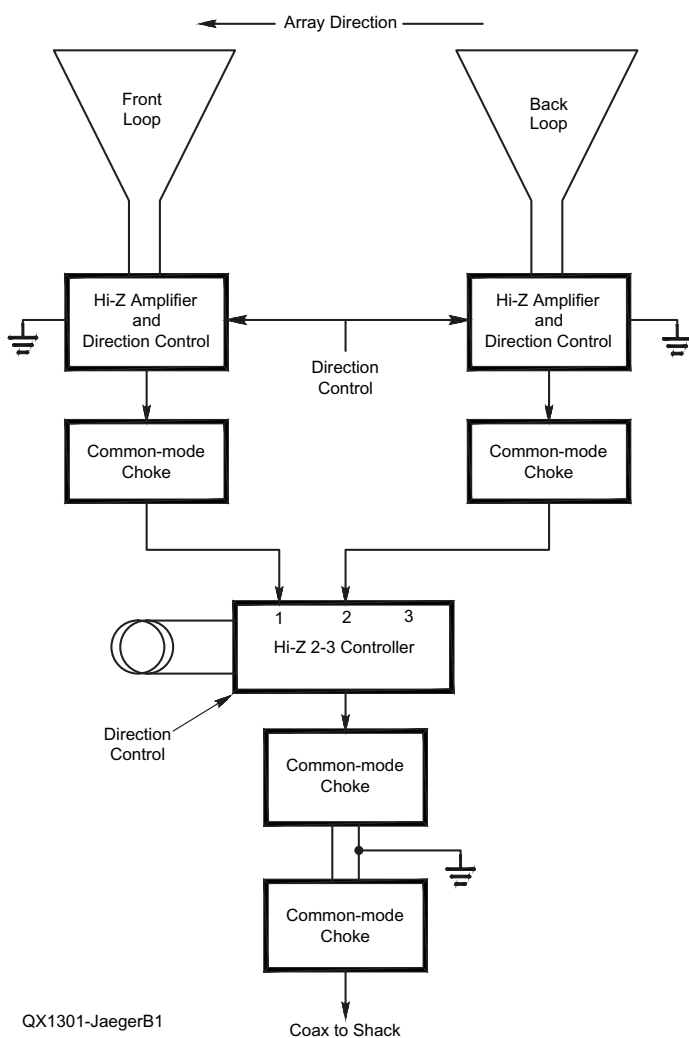 Array Direction
Front
Loop
Back
Loop
Hi-Z Amplifier
and
Direction Control
Hi-Z Amplifier
and
Direction Control
Direction
Control
Common-mode
Choke
Common-mode
Choke
1 2 3
Hi-Z 2-3 Controller
Direction
Control
Common-mode
Choke
Common-mode
Choke
QX1301-JaegerB1
Coax to Shack